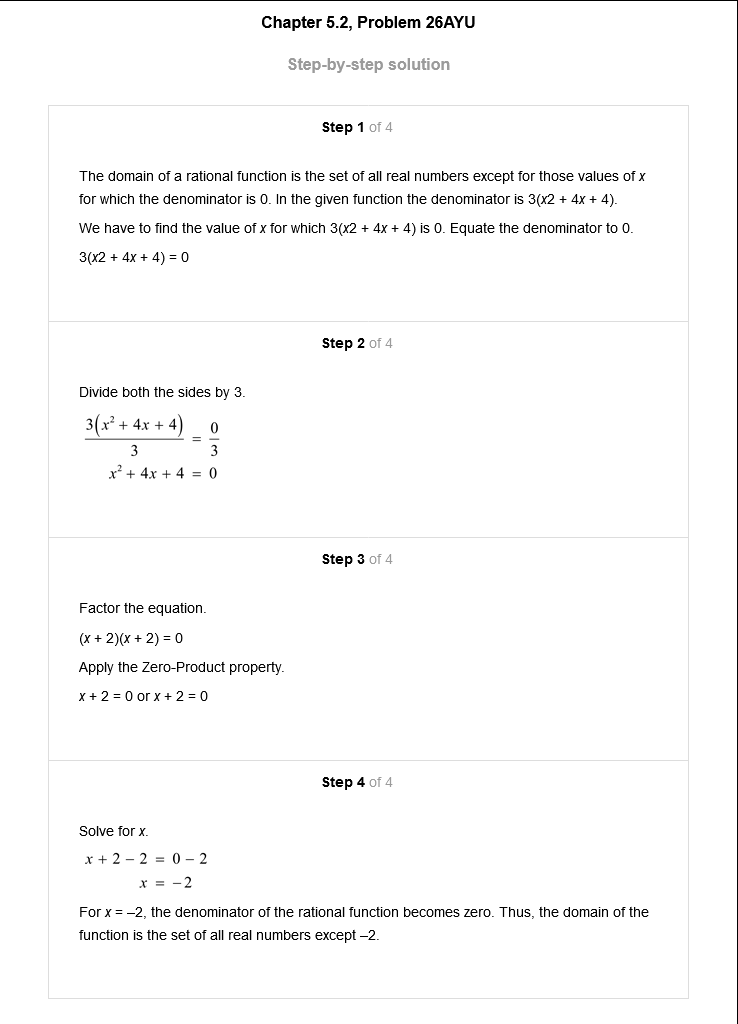 Chapter 5.2, Problem 26AYU
Step-by-step solution
Step 1 of 4
The domain of a rational function is the set of all real numbers except for those values of x
for which the denominator is 0. In the given function the denominator is 3(x2 + 4x + 4).
We have to find the value of x for which 3(x2 + 4x + 4) is 0. Equate the denominator to 0.
3(x2 + 4x + 4) = 0
Step 2 of 4
Divide both the sides by 3.
3(x² + 4x + 4)/3 = 0/3
x² + 4x + 4 = 0
Step 3 of 4
Factor the equation.
(x + 2)(x + 2) = 0
Apply the Zero-Product property.
x + 2 = 0 or x + 2 = 0
Step 4 of 4
Solve for x.
x + 2 − 2 = 0 − 2
x = −2
For x = –2, the denominator of the rational function becomes zero. Thus, the domain of the
function is the set of all real numbers except –2.